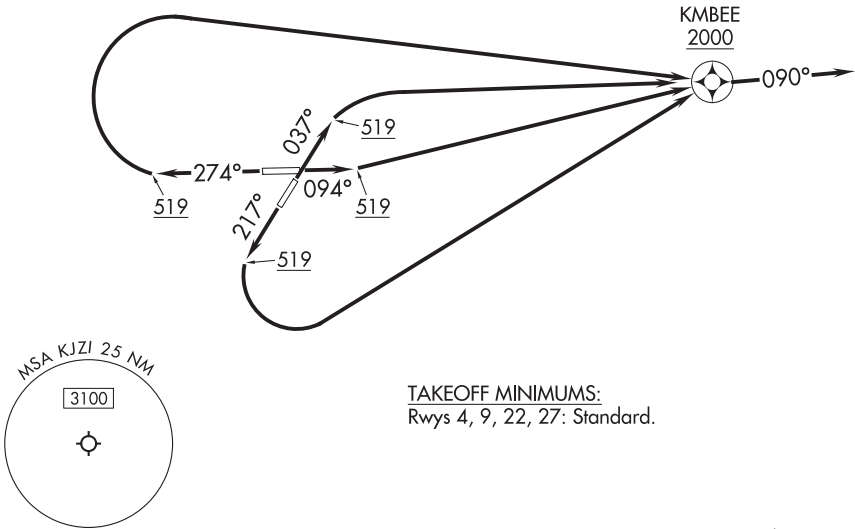 KMBEE
2000
090°
037°
519
274°
094°
519
519
217°
519
MSA KJZI 25 NM
3100
TAKEOFF MINIMUMS:
Rwys 4, 9, 22, 27: Standard.